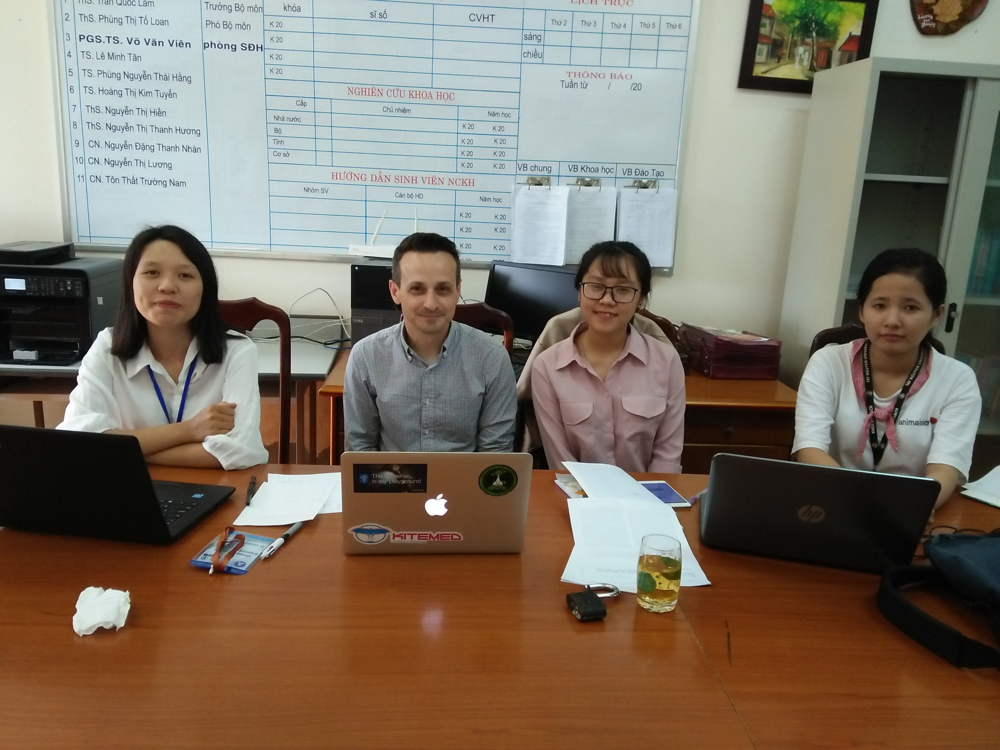 1 ThS. Trần Quốc Lâm Trưởng Bộ môn
2 ThS. Phùng Thị Tố Loan Phó Bộ môn
3 PGS.TS. Võ Văn Viên phòng SĐH
4 TS. Lê Minh Tân
5 TS. Phùng Nguyễn Thái Hằng
6 TS. Hoàng Thị Kim Tuyến
7 ThS. Nguyễn Thị Hiền
8 ThS. Nguyễn Thị Thanh Hương
9 CN. Nguyễn Đặng Thanh Nhàn
10 CN. Nguyễn Thị Lương
11 CN. Tôn Thất Trường Nam
khóa sĩ số CVHT
K 20
K 20
K 20
K 20
NGHIÊN CỨU KHOA HỌC
Cấp Chủ nhiệm Năm học
Nhà nước K 20 K 20
Bộ K 20 K 20
Tỉnh K 20 K 20
Cơ sở K 20 K 20
HƯỚNG DẪN SINH VIÊN NCKH
Nhóm SV Cán bộ HD Năm học
K 20 K 20
K 20 K 20
K 20 K 20
K 20 K 20
LỊCH TRỰC
Thứ 2 Thứ 3 Thứ 4 Thứ 5 Thứ 6
sáng
chiều
THÔNG BÁO
Tuần từ / /20
VB chung VB Khoa học VB Đào Tạo
DELL
TAY NGUYEN UNIVERSI
TAY NGUYEN UNIV
The Universe
is my playground
KITEMED
hp